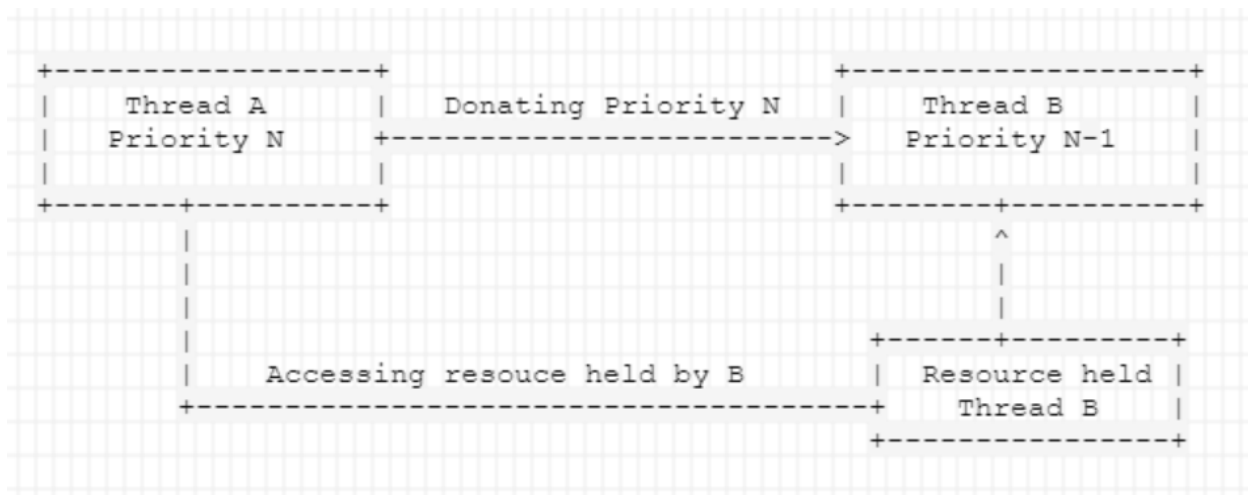 Thread A
Priority N
Donating Priority N
Thread B
Priority N-1
Accessing resouce held by B
Resource held
Thread B